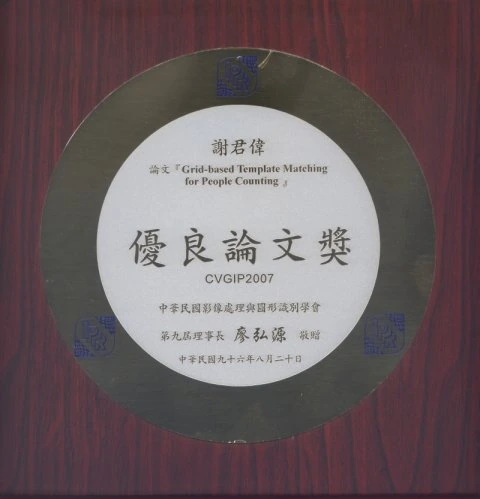 謝君偉
論文『Grid-based Template Matching
for People Counting 』
優良論文獎
CVGIP2007
中華民國影像處理與圖形識別學會
第九屆理事長 廖弘源 敬贈
中華民國九十六年八月二十日